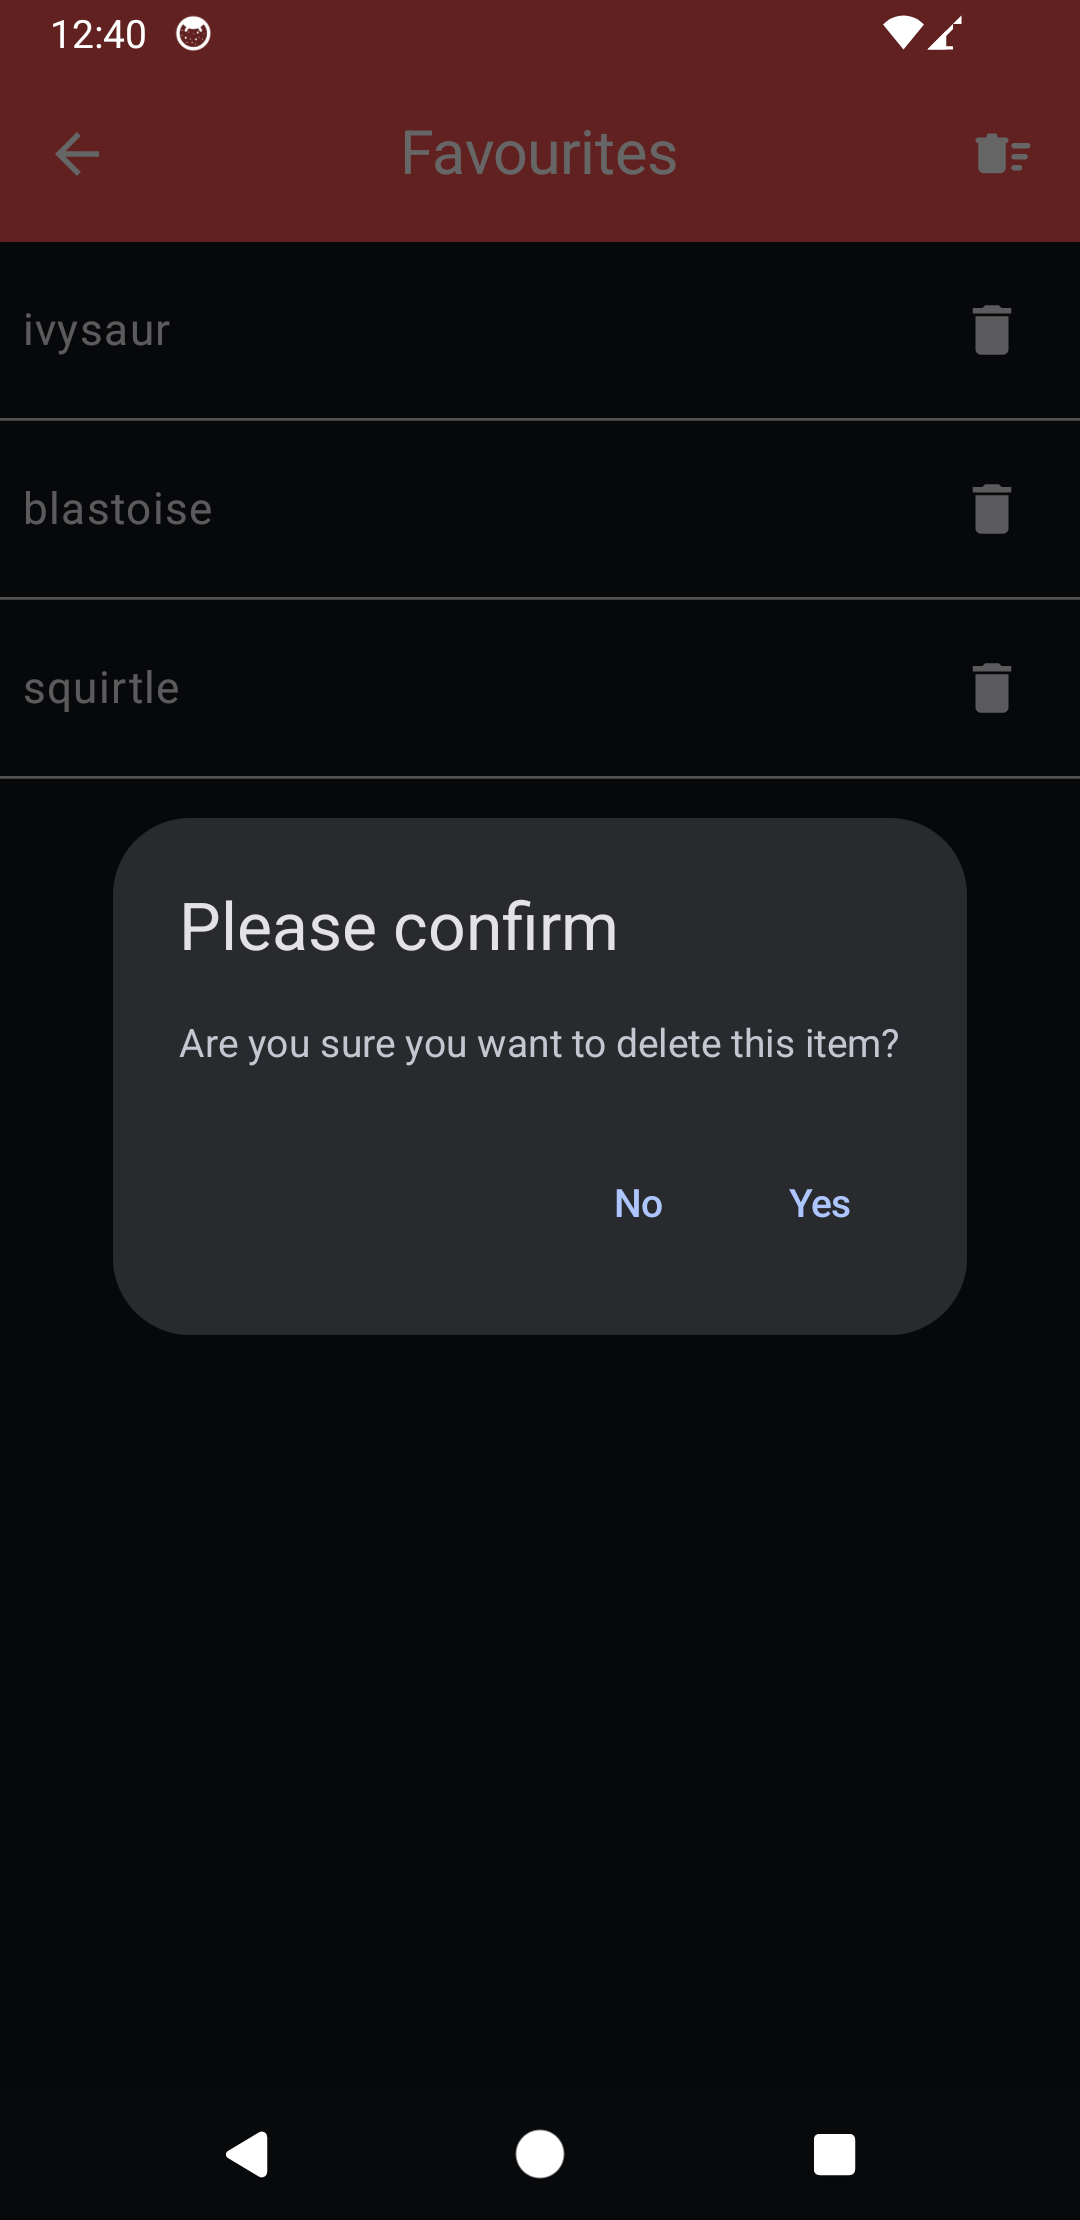 12:40
Favourites
ivysaur
blastoise
squirtle
Please confirm
Are you sure you want to delete this item?
No Yes